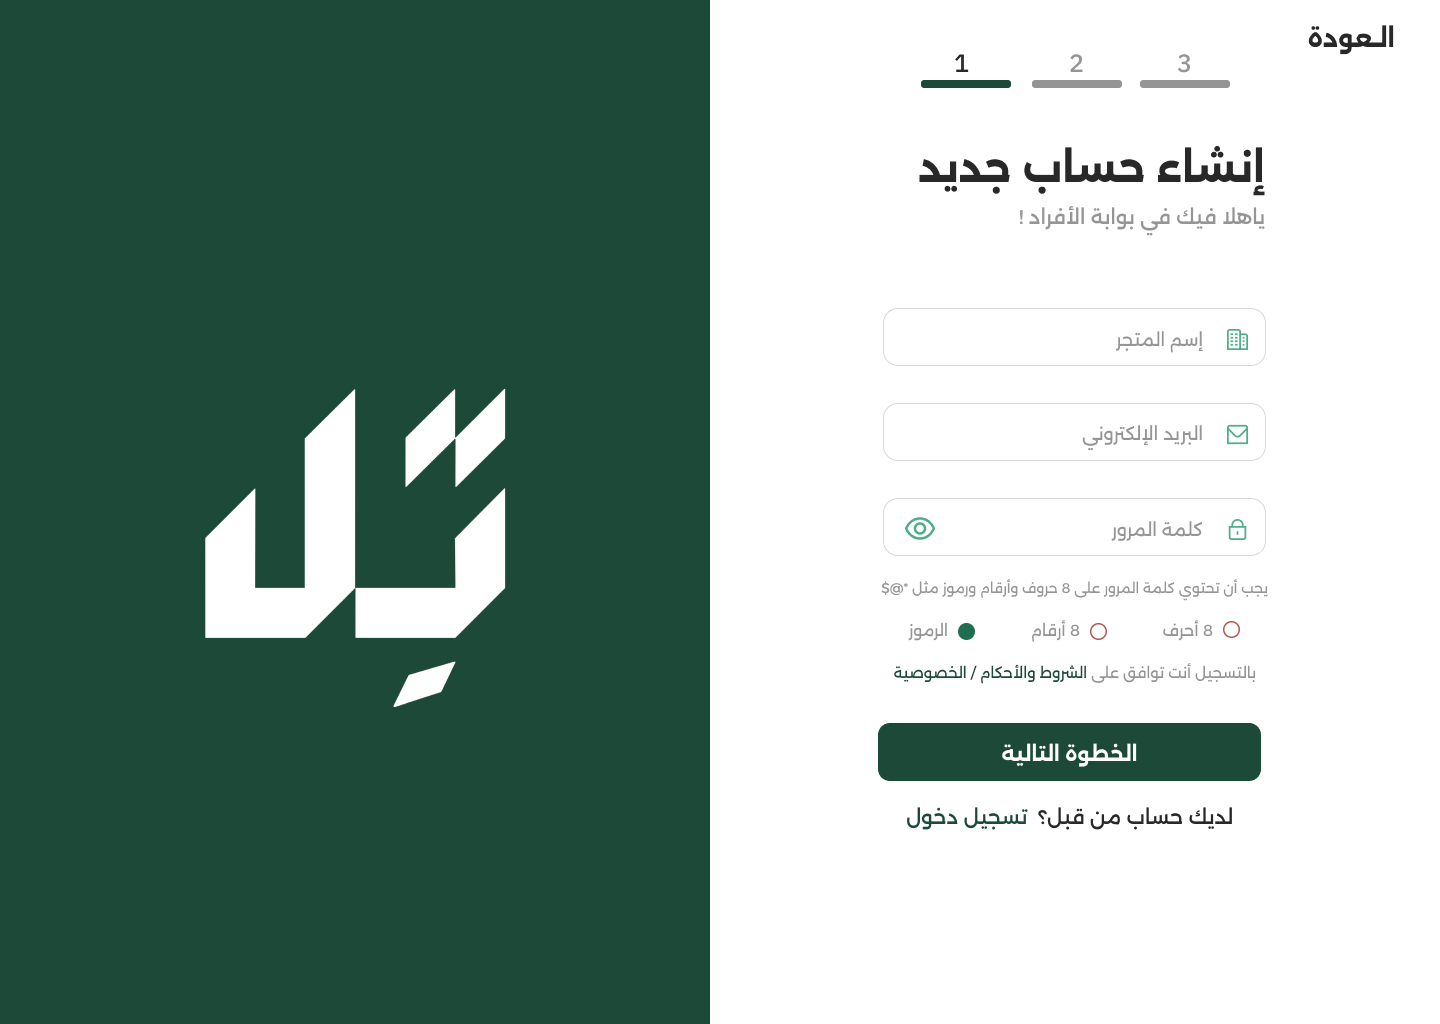 العودة
1 2 3
إنشاء حساب جديد
ياهلا فيك في بوابة الأفراد !
إسم المتجر
البريد الإلكتروني
كلمة المرور
يجب أن تحتوي كلمة المرور على 8 حروف وأرقام ورموز مثل *@$
8 أحرف
8 أرقام
الرموز
بالتسجيل أنت توافق على الشروط والأحكام / الخصوصية
الخطوة التالية
لديك حساب من قبل؟ تسجيل دخول
تل